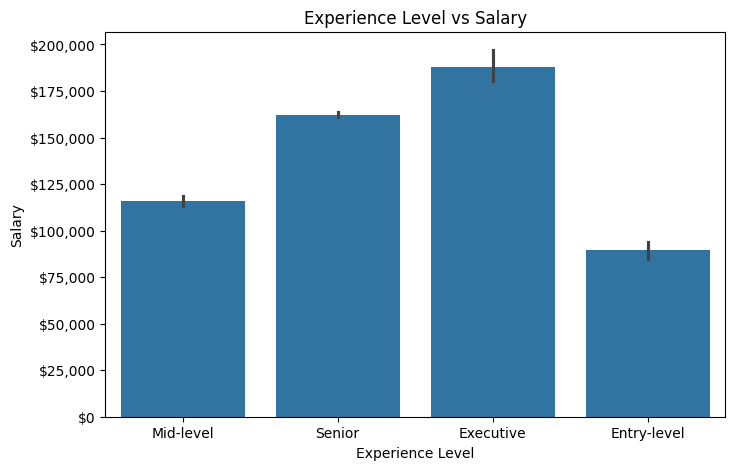 Experience Level vs Salary
$200,000
$175,000
$150,000
$125,000
$100,000
$75,000
$50,000
$25,000
$0
Salary
Mid-level Senior Executive Entry-level
Experience Level